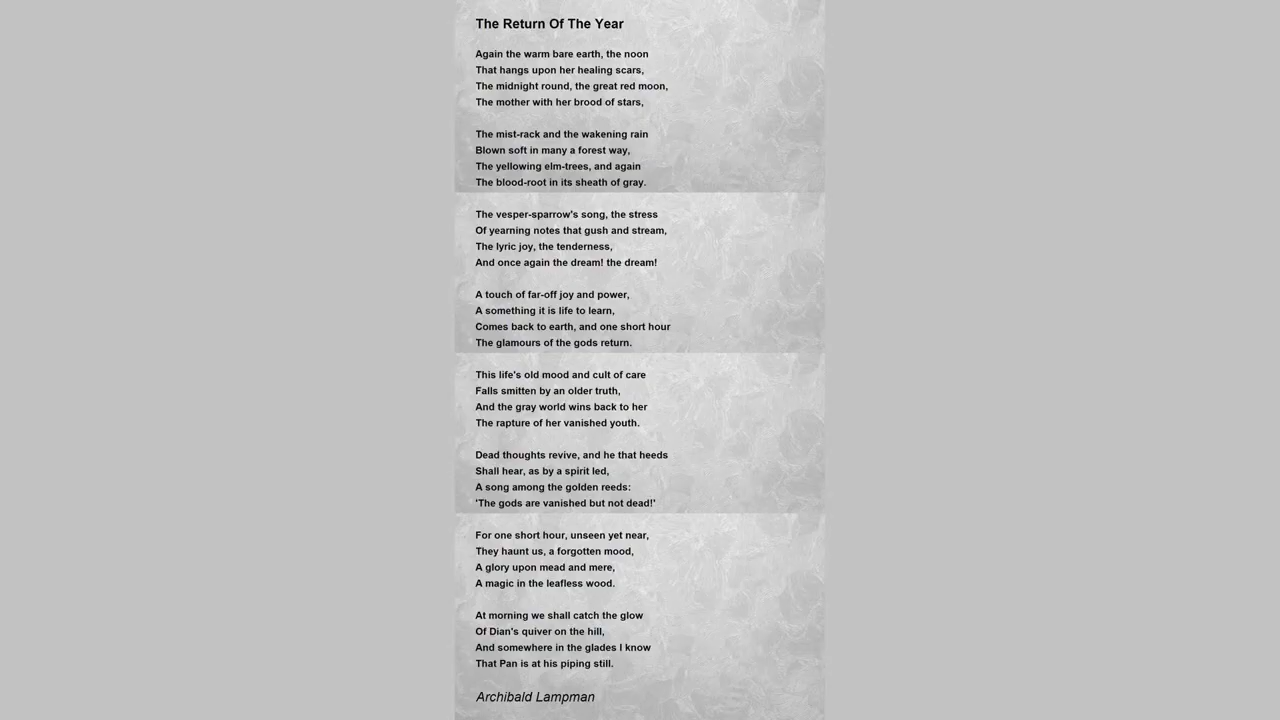 The Return Of The Year
Again the warm bare earth, the noon
That hangs upon her healing scars,
The midnight round, the great red moon,
The mother with her brood of stars,
The mist-rack and the wakening rain
Blown soft in many a forest way,
The yellowing elm-trees, and again
The blood-root in its sheath of gray.
The vesper-sparrow's song, the stress
Of yearning notes that gush and stream,
The lyric joy, the tenderness,
And once again the dream! the dream!
A touch of far-off joy and power,
A something it is life to learn,
Comes back to earth, and one short hour
The glamours of the gods return.
This life's old mood and cult of care
Falls smitten by an older truth,
And the gray world wins back to her
The rapture of her vanished youth.
Dead thoughts revive, and he that heeds
Shall hear, as by a spirit led,
A song among the golden reeds:
'The gods are vanished but not dead!'
For one short hour, unseen yet near,
They haunt us, a forgotten mood,
A glory upon mead and mere,
A magic in the leafless wood.
At morning we shall catch the glow
Of Dian's quiver on the hill,
And somewhere in the glades I know
That Pan is at his piping still.
Archibald Lampman